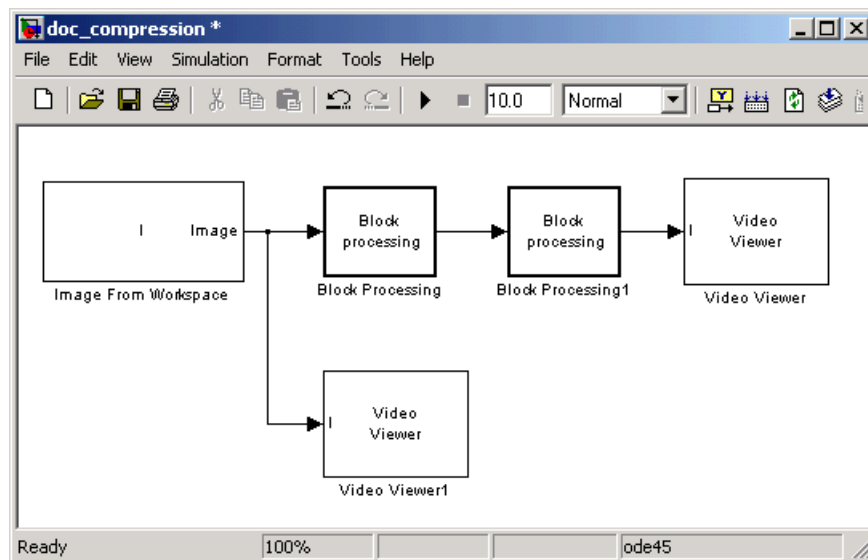 doc_compression *
File Edit View Simulation Format Tools Help
10.0 Normal
I Image
Image From Workspace
Block
processing
Block Processing
Block
processing
Block Processing1
I
Video
Viewer
Video Viewer
I
Video
Viewer
Video Viewer1
Ready 100% ode45